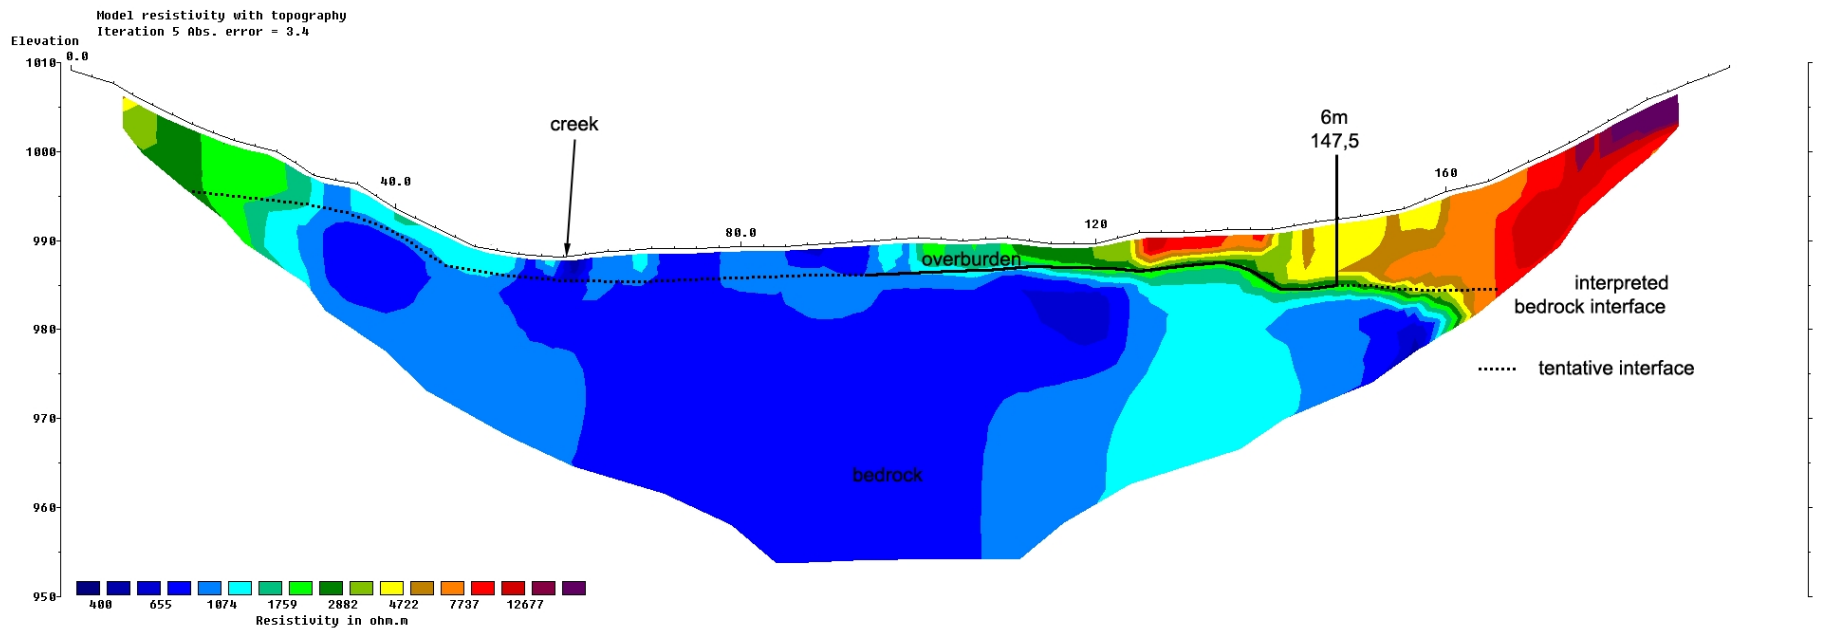 Model resistivity with topography
Iteration 5 Abs. error = 3.4
Elevation
0.0
1010
creek
6m
147,5
1000
40.0
160
80.0
120
990
overburden
interpreted
bedrock interface
980
tentative interface
970
bedrock
960
950
400 655 1074 1759 2882 4722 7737 12677
Resistivity in ohm.m